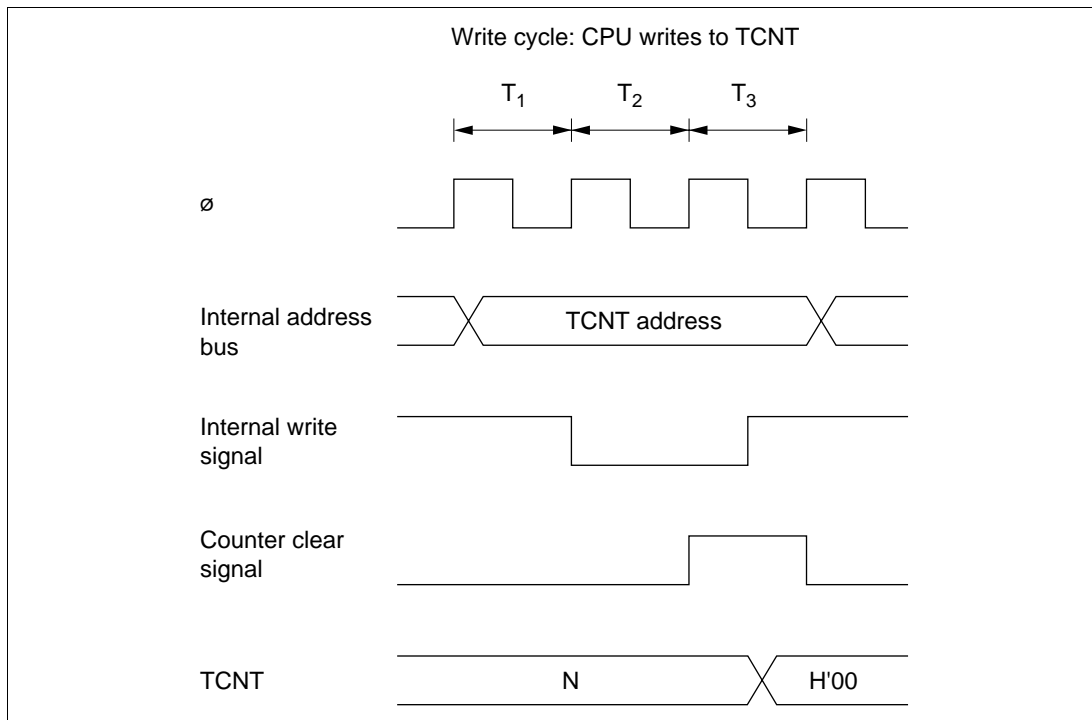 Write cycle: CPU writes to TCNT
T₁ T₂ T₃
ø
Internal address
bus
TCNT address
Internal write
signal
Counter clear
signal
TCNT
N
H'00